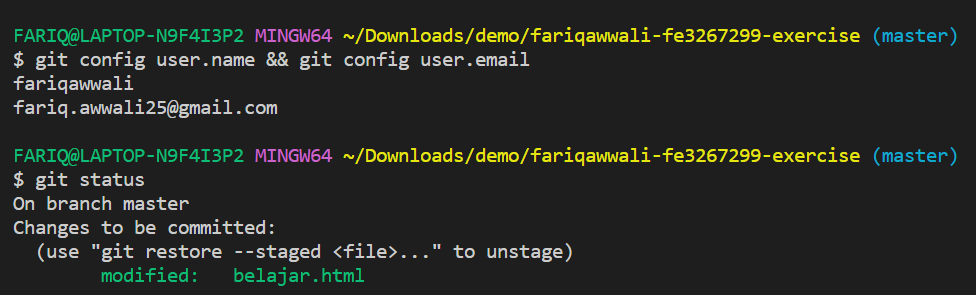 FARIQ@LAPTOP-N9F4I3P2 MINGW64 ~/Downloads/demo/fariqawwali-fe3267299-exercise (master)
$ git config user.name && git config user.email
fariqawwali
fariq.awwali25@gmail.com
FARIQ@LAPTOP-N9F4I3P2 MINGW64 ~/Downloads/demo/fariqawwali-fe3267299-exercise (master)
$ git status
On branch master
Changes to be committed:
  (use "git restore --staged <file>..." to unstage)
        modified:   belajar.html